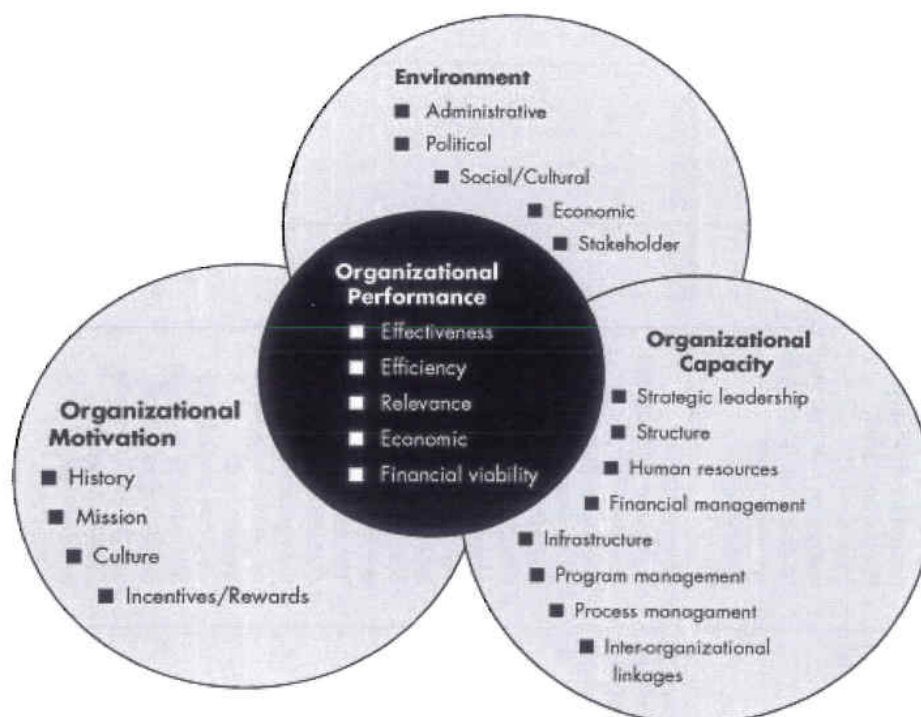 Environment
■ Administrative
■ Political
■ Social/Cultural
■ Economic
■ Stakeholder
Organizational
Performance
■ Effectiveness
■ Efficiency
■ Relevance
■ Economic
■ Financial viability
Organizational
Motivation
■ History
■ Mission
■ Culture
■ Incentives/Rewards
Organizational
Capacity
■ Strategic leadership
■ Structure
■ Human resources
■ Financial management
■ Infrastructure
■ Program management
■ Process managament
■ Inter-organizational
linkages